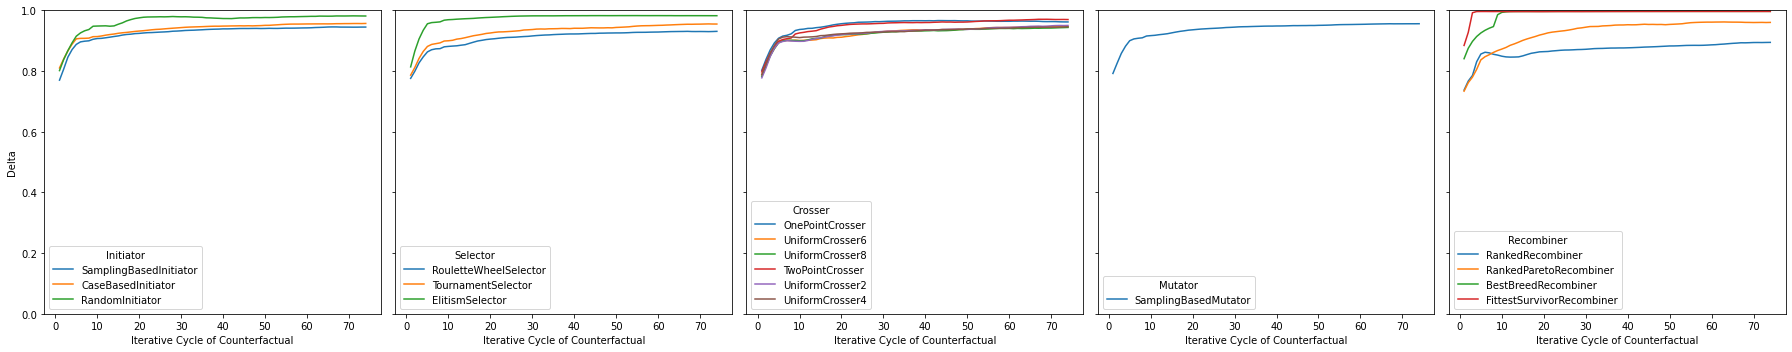 1.0
0.8
0.6
0.4
0.2
0.0
Delta
Initiator
SamplingBasedInitiator
CaseBasedInitiator
RandomInitiator
0 10 20 30 40 50 60 70
Iterative Cycle of Counterfactual
Selector
RouletteWheelSelector
TournamentSelector
ElitismSelector
0 10 20 30 40 50 60 70
Iterative Cycle of Counterfactual
Crosser
OnePointCrosser
UniformCrosser6
UniformCrosser8
TwoPointCrosser
UniformCrosser2
UniformCrosser4
0 10 20 30 40 50 60 70
Iterative Cycle of Counterfactual
Mutator
SamplingBasedMutator
0 10 20 30 40 50 60 70
Iterative Cycle of Counterfactual
Recombiner
RankedRecombiner
RankedParetoRecombiner
BestBreedRecombiner
FittestSurvivorRecombiner
0 10 20 30 40 50 60 70
Iterative Cycle of Counterfactual